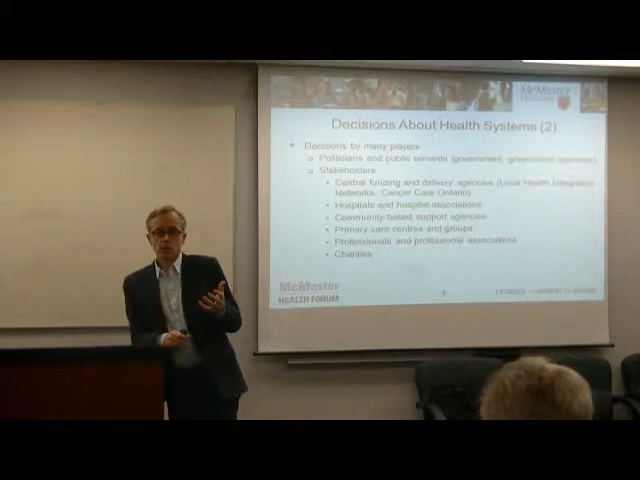 McMaster
University
Decisions About Health Systems (2)
Decisions by many players
Politicians and public servants (government, government agencies)
Stakeholders
Central funding and delivery agencies (Local Health Integration
Networks, Cancer Care Ontario)
Hospitals and hospital associations
Community-based support agencies
Primary care centres and groups
Professionals and professional associations
Charities
McMaster
HEALTH FORUM
2